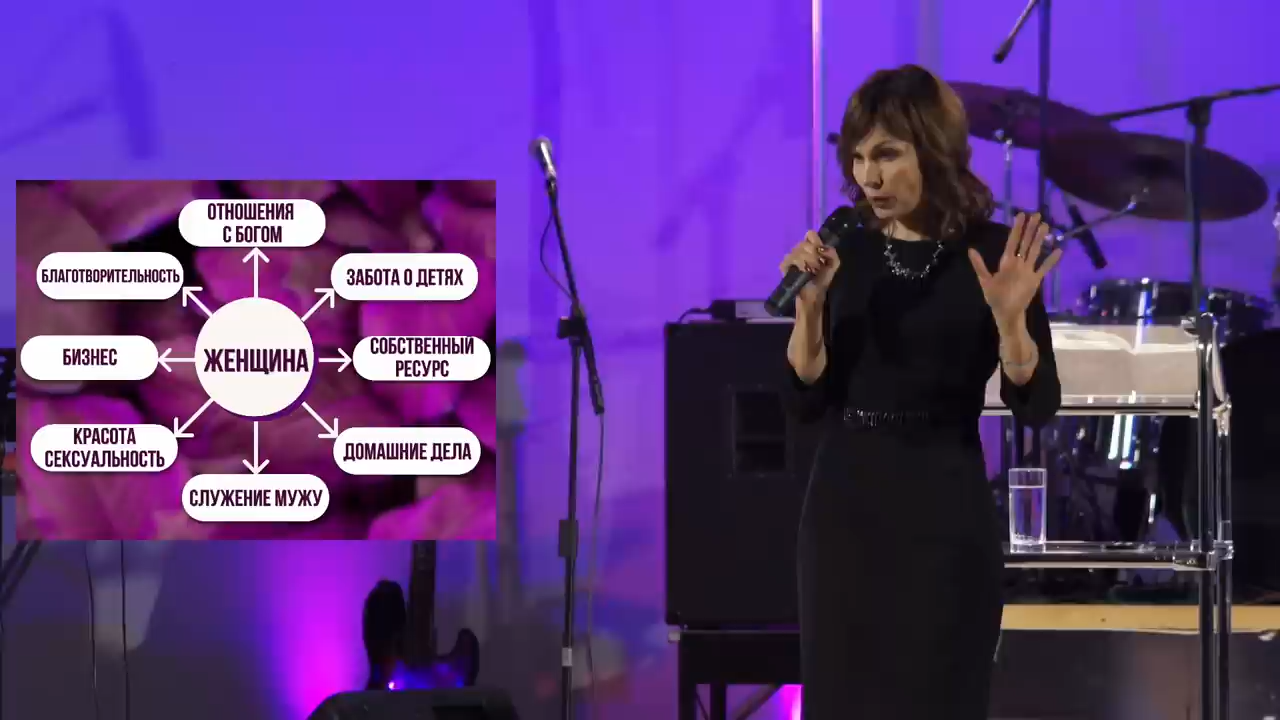 ОТНОШЕНИЯ
С БОГОМ
БЛАГОТВОРИТЕЛЬНОСТЬ
ЗАБОТА О ДЕТЯХ
БИЗНЕС
ЖЕНЩИНА
СОБСТВЕННЫЙ
РЕСУРС
КРАСОТА
СЕКСУАЛЬНОСТЬ
ДОМАШНИЕ ДЕЛА
СЛУЖЕНИЕ МУЖУ